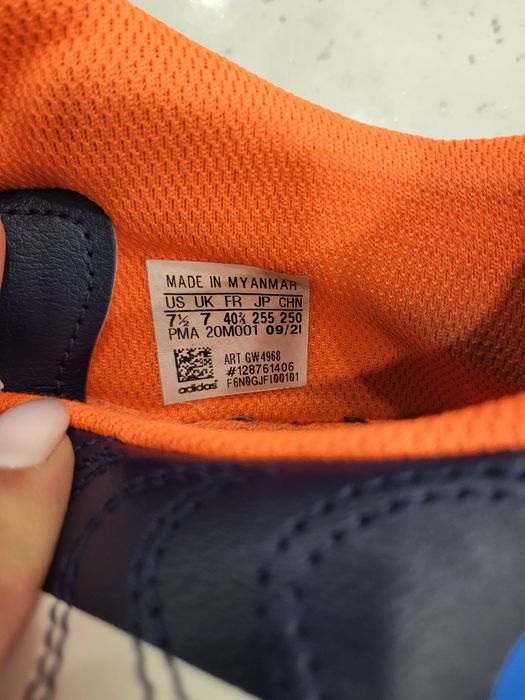 MADE IN MYANMAR
US UK FR JP CHN
7½ 7 40⅔ 255 250
PMA 20M001 09/21
ART GW4968
#128761406
F6N0GJFI00101
adidas